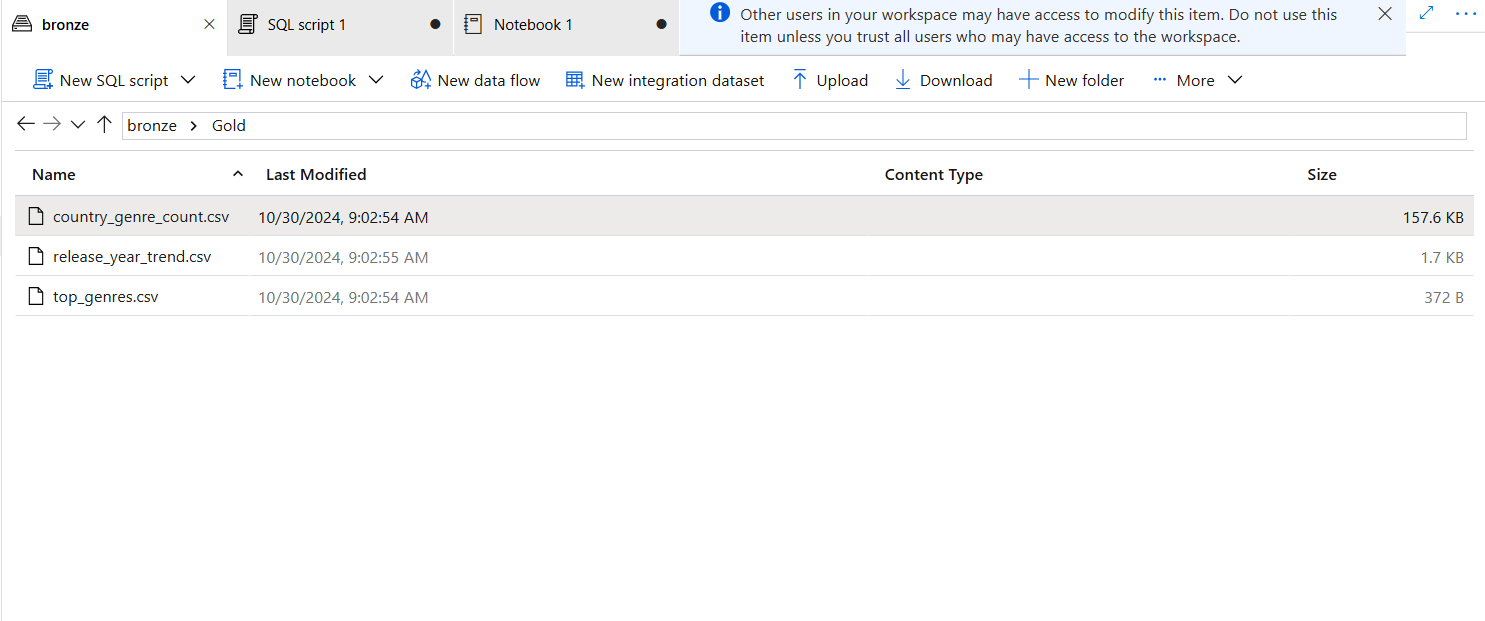 bronze
SQL script 1
Notebook 1
Other users in your workspace may have access to modify this item. Do not use this
item unless you trust all users who may have access to the workspace.
New SQL script
New notebook
New data flow
New integration dataset
Upload
Download
New folder
More
bronze > Gold
Name Last Modified Content Type Size
country_genre_count.csv 10/30/2024, 9:02:54 AM 157.6 KB
release_year_trend.csv 10/30/2024, 9:02:55 AM 1.7 KB
top_genres.csv 10/30/2024, 9:02:54 AM 372 B